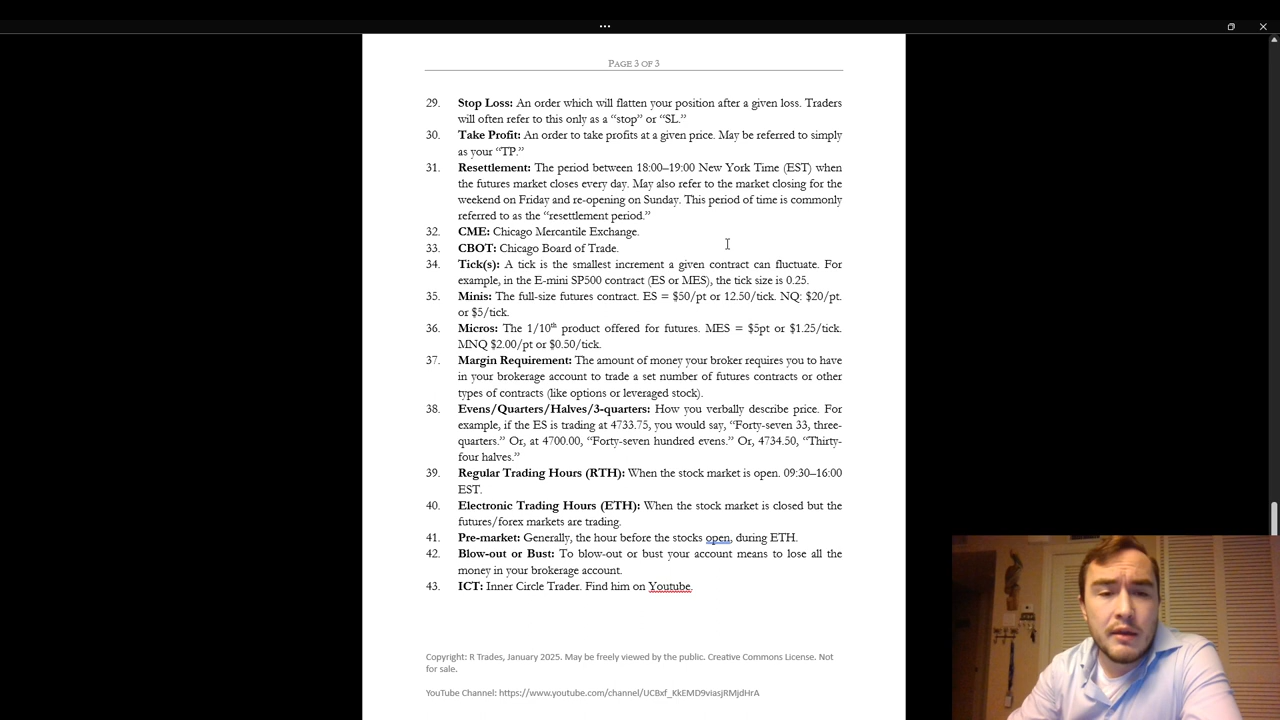 PAGE 3 OF 3
29. Stop Loss: An order which will flatten your position after a given loss. Traders
will often refer to this only as a “stop” or “SL.”
30. Take Profit: An order to take profits at a given price. May be referred to simply
as your “TP.”
31. Resettlement: The period between 18:00–19:00 New York Time (EST) when
the futures market closes every day. May also refer to the market closing for the
weekend on Friday and re-opening on Sunday. This period of time is commonly
referred to as the “resettlement period.”
32. CME: Chicago Mercantile Exchange.
33. CBOT: Chicago Board of Trade.
34. Tick(s): A tick is the smallest increment a given contract can fluctuate. For
example, in the E-mini SP500 contract (ES or MES), the tick size is 0.25.
35. Minis: The full-size futures contract. ES = $50/pt or 12.50/tick. NQ: $20/pt.
or $5/tick.
36. Micros: The 1/10th product offered for futures. MES = $5pt or $1.25/tick.
MNQ $2.00/pt or $0.50/tick.
37. Margin Requirement: The amount of money your broker requires you to have
in your brokerage account to trade a set number of futures contracts or other
types of contracts (like options or leveraged stock).
38. Evens/Quarters/Halves/3-quarters: How you verbally describe price. For
example, if the ES is trading at 4733.75, you would say, “Forty-seven 33, three-
quarters.” Or, at 4700.00, “Forty-seven hundred evens.” Or, 4734.50, “Thirty-
four halves.”
39. Regular Trading Hours (RTH): When the stock market is open. 09:30–16:00
EST.
40. Electronic Trading Hours (ETH): When the stock market is closed but the
futures/forex markets are trading.
41. Pre-market: Generally, the hour before the stocks open, during ETH.
42. Blow-out or Bust: To blow-out or bust your account means to lose all the
money in your brokerage account.
43. ICT: Inner Circle Trader. Find him on Youtube.
Copyright: R Trades, January 2025. May be freely viewed by the public. Creative Commons License. Not
for sale.
YouTube Channel: https://www.youtube.com/channel/UCBxf_KkEMD9viasjRMjdHrA